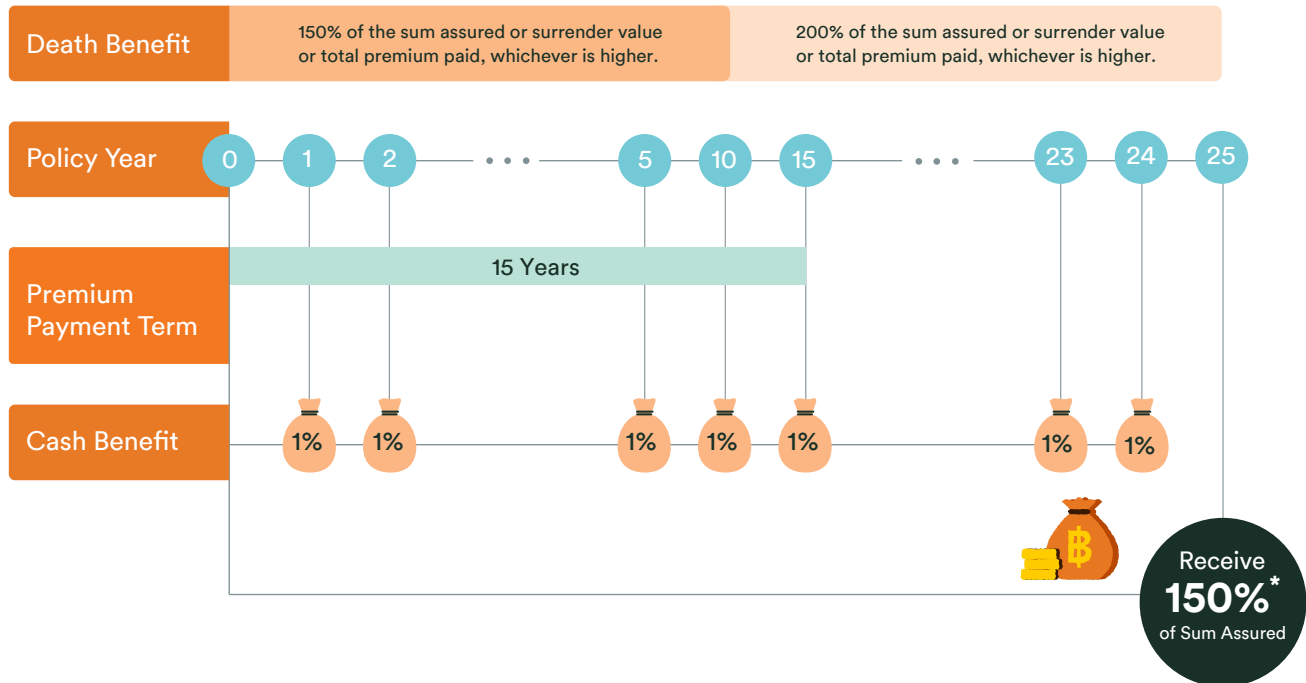 Death Benefit
150% of the sum assured or surrender value
or total premium paid, whichever is higher.
200% of the sum assured or surrender value
or total premium paid, whichever is higher.
Policy Year
0
1
2
• • •
5
10
15
• • •
23
24
25
Premium
Payment Term
15 Years
Cash Benefit
1%
1%
1%
1%
1%
1%
1%
฿
Receive
150%*
of Sum Assured